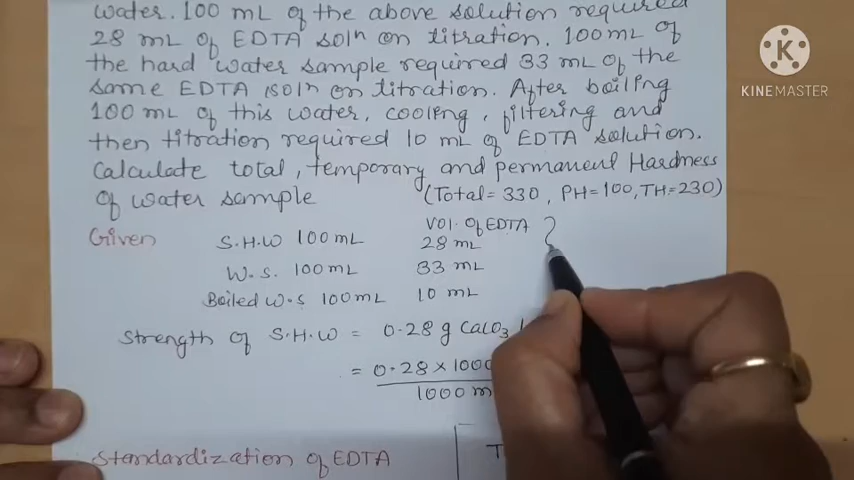 water. 100 mL of the above solution required
28 mL of EDTA solⁿ on titration. 100 mL of
the hard water sample required 33 mL of the
same EDTA solⁿ on titration. After boiling
100 mL of this water, cooling, filtering and
then titration required 10 mL of EDTA solution.
Calculate total, temporary and permanent Hardness
of water sample (Total = 330, PH=100, TH=230)
Given
Vol. of EDTA
S.H.W 100 mL 28 mL
W.S. 100 mL 33 mL
Boiled W.S 100 mL 10 mL
Strength of S.H.W = 0.28 g CaCO3
= 0.28 × 1000
1000 m
Standardization of EDTA
KINEMASTER